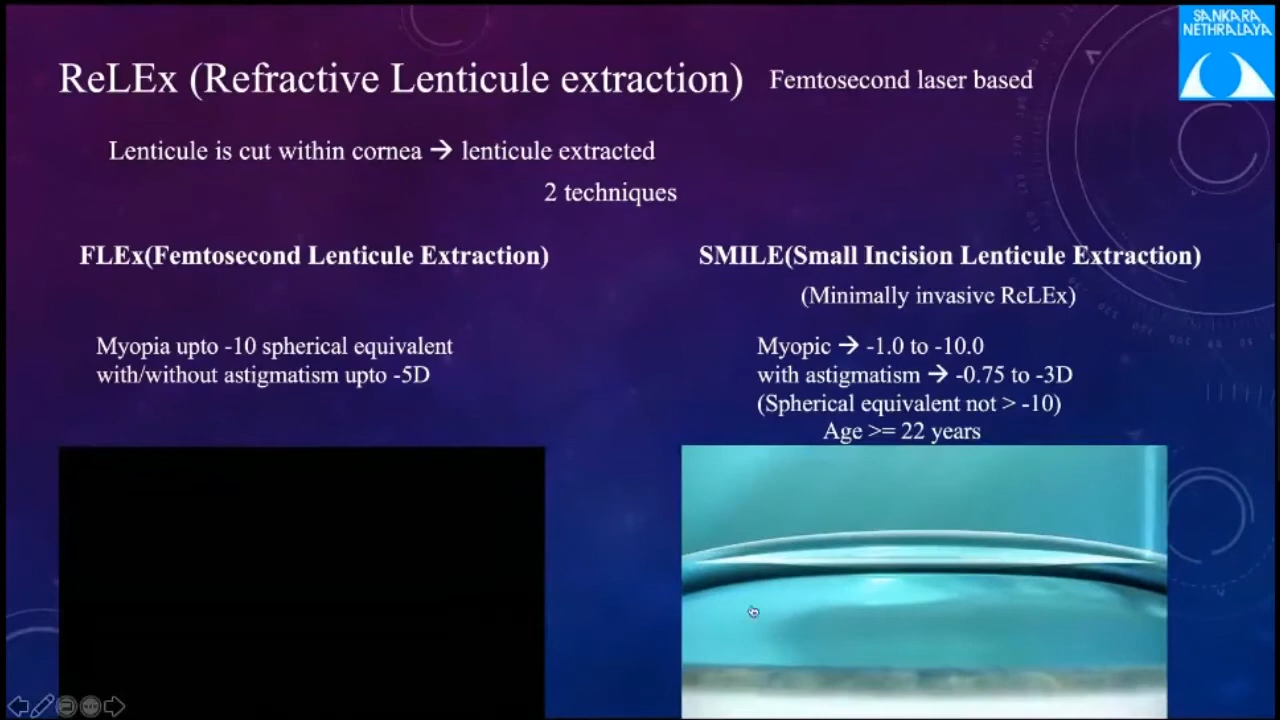 SANKARA
NETHRALAYA
ReLEx (Refractive Lenticule extraction) Femtosecond laser based
Lenticule is cut within cornea → lenticule extracted
2 techniques
FLEx(Femtosecond Lenticule Extraction)
Myopia upto -10 spherical equivalent
with/without astigmatism upto -5D
SMILE(Small Incision Lenticule Extraction)
(Minimally invasive ReLEx)
Myopic → -1.0 to -10.0
with astigmatism → -0.75 to -3D
(Spherical equivalent not > -10)
Age >= 22 years